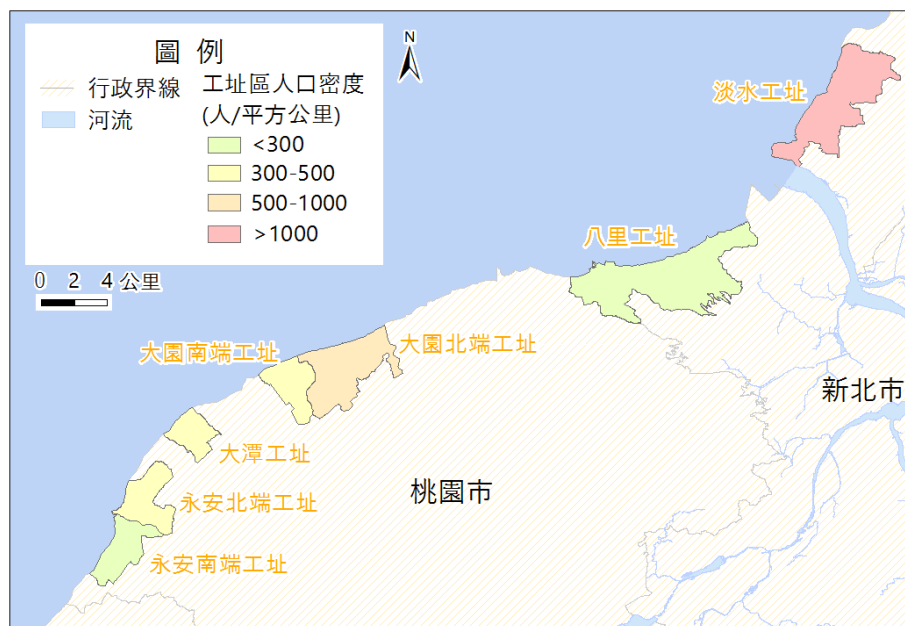 圖 例
行政界線
河流
工址區人口密度
(人/平方公里)
<300
300-500
500-1000
>1000
N
0 2 4 公里
淡水工址
八里工址
大園南端工址
大園北端工址
新北市
大潭工址
桃園市
永安北端工址
永安南端工址